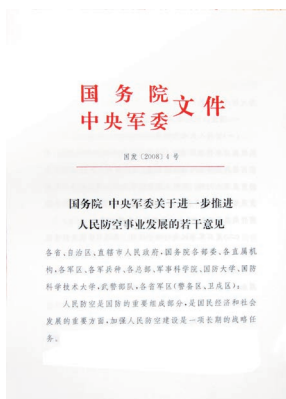 国务院
中央军委
文件
国发〔2008〕4号
国务院 中央军委关于进一步推进
人民防空事业发展的若干意见
各省、自治区、直辖市人民政府，国务院各部委、各直属机
构，各军区、各军兵种、各总部、军事科学院、国防大学、国防
科学技术大学，武警部队，各省军区（警备区、卫戍区）：
人民防空是国防的重要组成部分，是国民经济和社会
发展的重要方面，加强人民防空建设是一项长期的战略任
务。